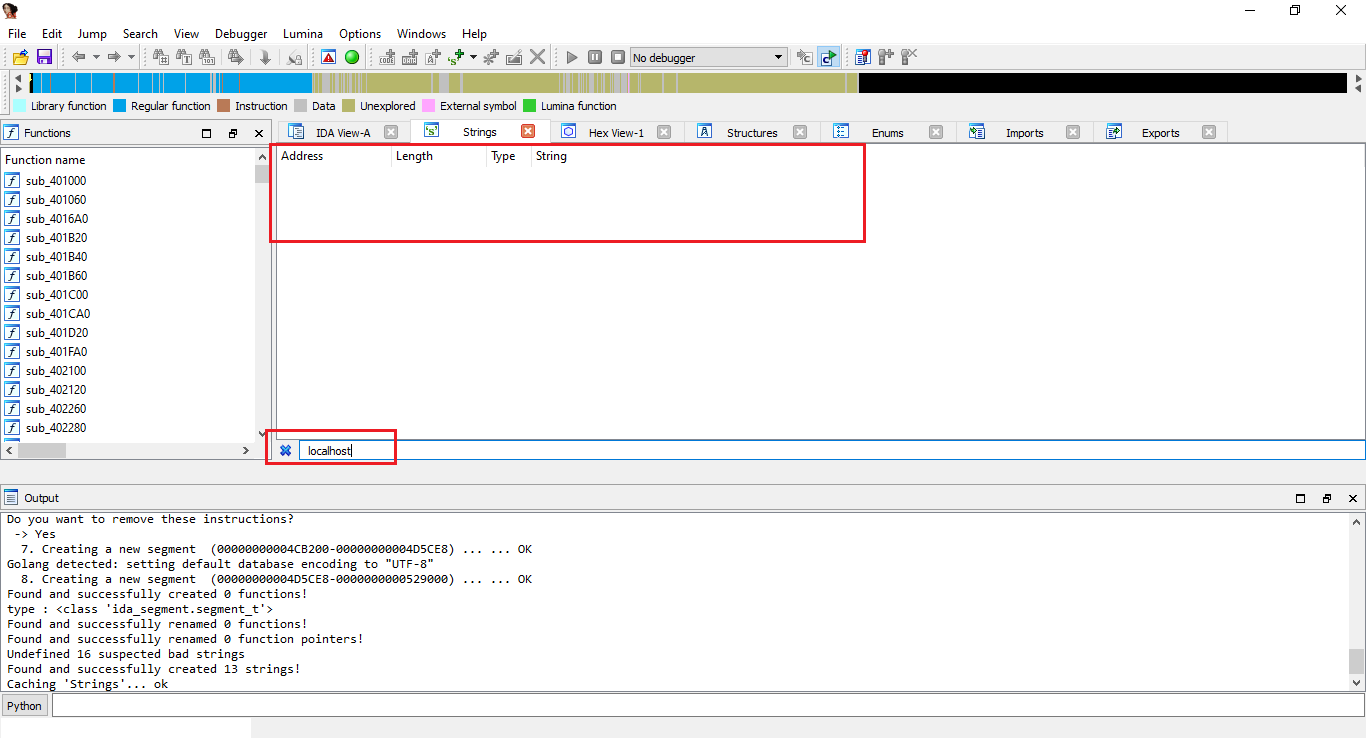 File Edit Jump Search View Debugger Lumina Options Windows Help
No debugger
Library function Regular function Instruction Data Unexplored External symbol Lumina function
Functions
IDA View-A Strings Hex View-1 Structures Enums Imports Exports
Function name
Address Length Type String
sub_401000
sub_401060
sub_4016A0
sub_401B20
sub_401B40
sub_401B60
sub_401C00
sub_401CA0
sub_401D20
sub_401FA0
sub_402100
sub_402120
sub_402260
sub_402280
localhost
Output
Do you want to remove these instructions?
-> Yes
7. Creating a new segment (00000000004CB200-00000000004D5CE8) ... ... OK
Golang detected: setting default database encoding to "UTF-8"
8. Creating a new segment (00000000004D5CE8-0000000000529000) ... ... OK
Found and successfully created 0 functions!
type : <class 'ida_segment.segment_t'>
Found and successfully renamed 0 functions!
Found and successfully renamed 0 function pointers!
Undefined 16 suspected bad strings
Found and successfully created 13 strings!
Caching 'Strings'... ok
Python